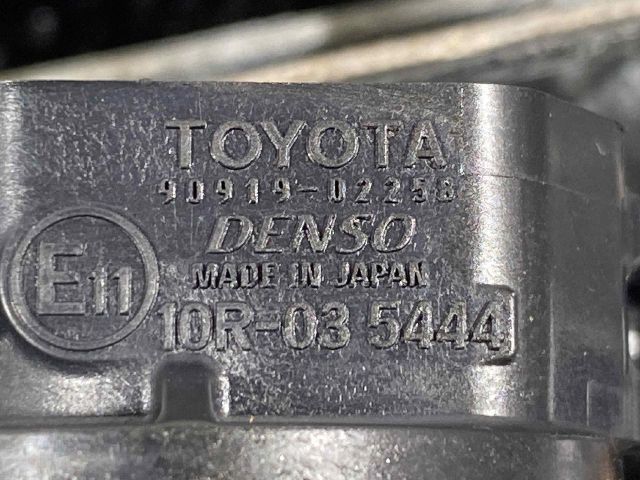 TOYOTA
90919-02258
DENSO
MADE IN JAPAN
E11
10R-03 5444